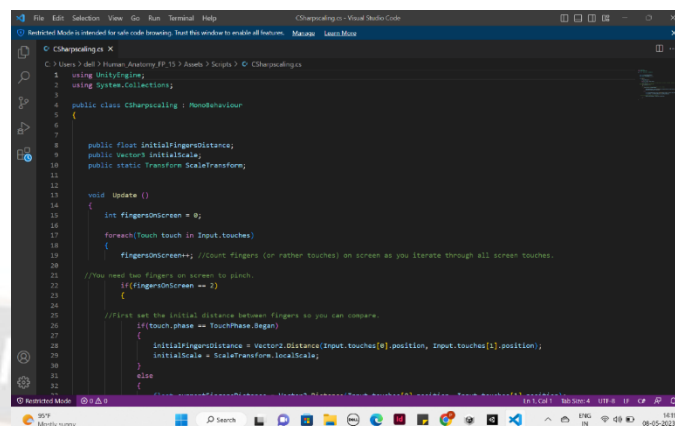 File Edit Selection View Go Run Terminal Help CSharpscaling.cs - Visual Studio Code
Restricted Mode is intended for safe code browsing. Trust this window to enable all features. Manage Learn More
CSharpscaling.cs
C: > Users > dell > Human_Anatomy_FP_15 > Assets > Scripts > CSharpscaling.cs
1 using UnityEngine;
2 using System.Collections;
3
4 public class CSharpscaling : MonoBehaviour
5 {
6
7
8 public float initialFingersDistance;
9 public Vector3 initialScale;
10 public static Transform ScaleTransform;
11
12
13 void Update ()
14 {
15 int fingersOnScreen = 0;
16
17 foreach(Touch touch in Input.touches)
18 {
19 fingersOnScreen++; //Count fingers (or rather touches) on screen as you iterate through all screen touches.
20
21 //You need two fingers on screen to pinch.
22 if(fingersOnScreen == 2)
23 {
24
25 //First set the initial distance between fingers so you can compare.
26 if(touch.phase == TouchPhase.Began)
27 {
28 initialFingersDistance = Vector2.Distance(Input.touches[0].position, Input.touches[1].position);
29 initialScale = ScaleTransform.localScale;
30 }
31 else
32 {
Restricted Mode 0 0 Ln 1, Col 1 Tab Size: 4 UTF-8 LF C#
95°F
Mostly sunny
Search
ENG
IN
08-05-2023